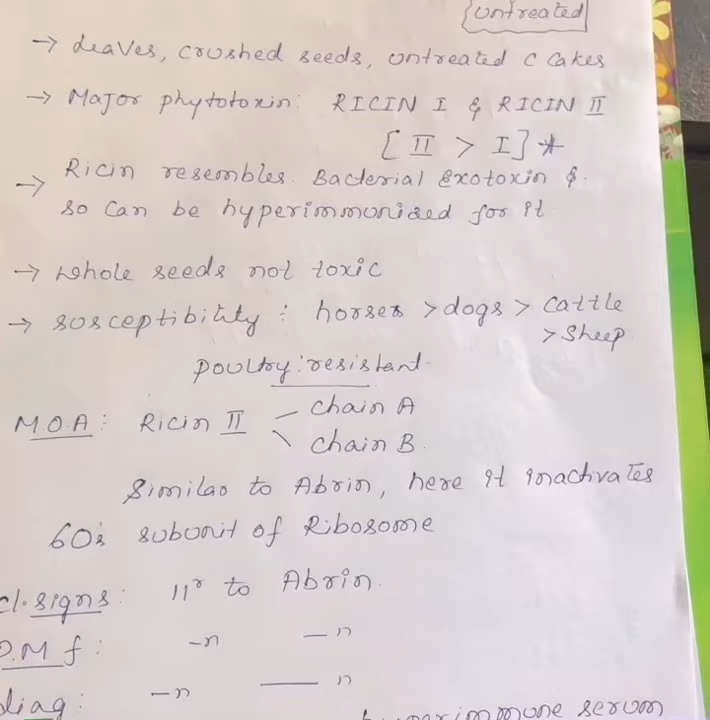 untreated
→ Leaves, crushed seeds, untreated c cakes
→ Major phytotoxin: RICIN I & RICIN II
[II > I]*
→ Ricin resembles Bacterial exotoxin &
so can be hyperimmunised for it
→ whole seeds not toxic
→ susceptibility: horses > dogs > cattle
> sheep
poultry: resistant
M.O.A: Ricin II - chain A
\ chain B
Similar to Abrin, here it inactivates
60s subunit of Ribosome
cl. signs: 11r to Abrin
P.M f: -n — n
diag: -n — n
hyperimmune serum